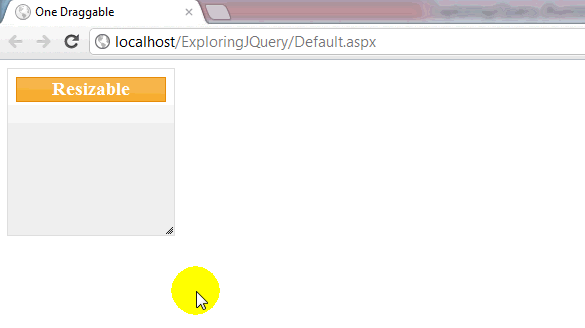 One Draggable
localhost/ExploringJQuery/Default.aspx
Resizable